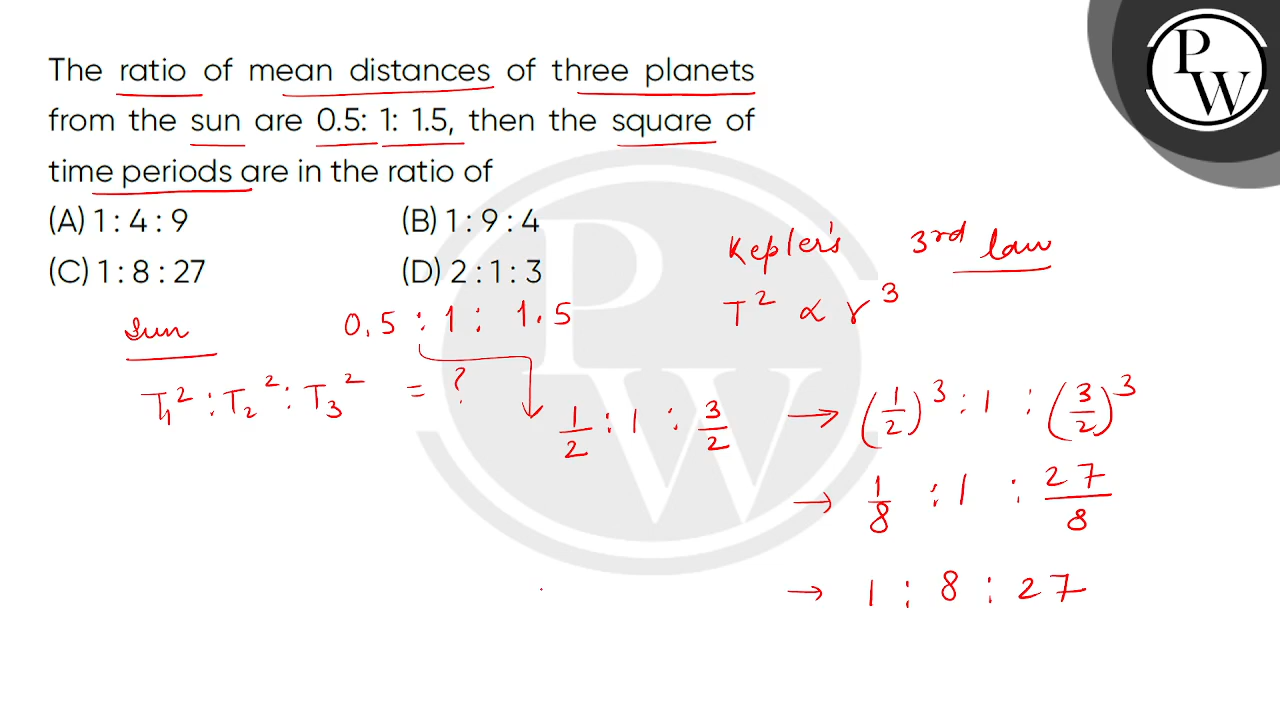 The ratio of mean distances of three planets
from the sun are 0.5: 1: 1.5, then the square of
time periods are in the ratio of
(A) 1 : 4 : 9 (B) 1 : 9 : 4
(C) 1 : 8 : 27 (D) 2 : 1 : 3
P
W
P
W
Kepler's 3rd law
T² ∝ r³
Sun 0.5 : 1 : 1.5
T₁² : T₂² : T₃² = ?
1/2 : 1 : 3/2 → (1/2)³ : 1 : (3/2)³
→ 1/8 : 1 : 27/8
→ 1 : 8 : 27